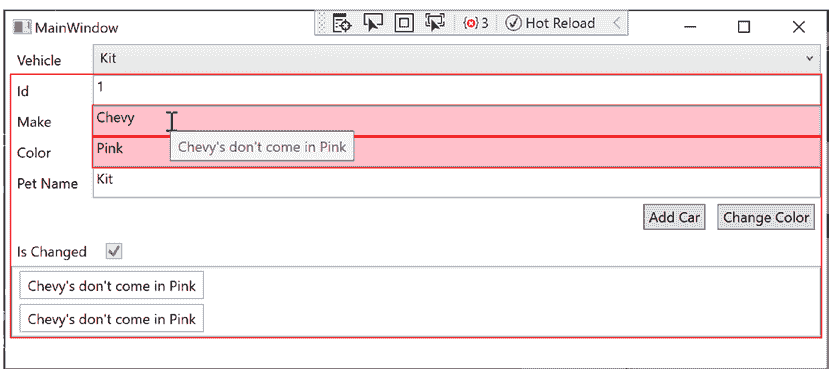 MainWindow
3 Hot Reload
Vehicle Kit
Id 1
Make Chevy
Chevy's don't come in Pink
Color Pink
Pet Name Kit
Add Car Change Color
Is Changed
Chevy's don't come in Pink
Chevy's don't come in Pink